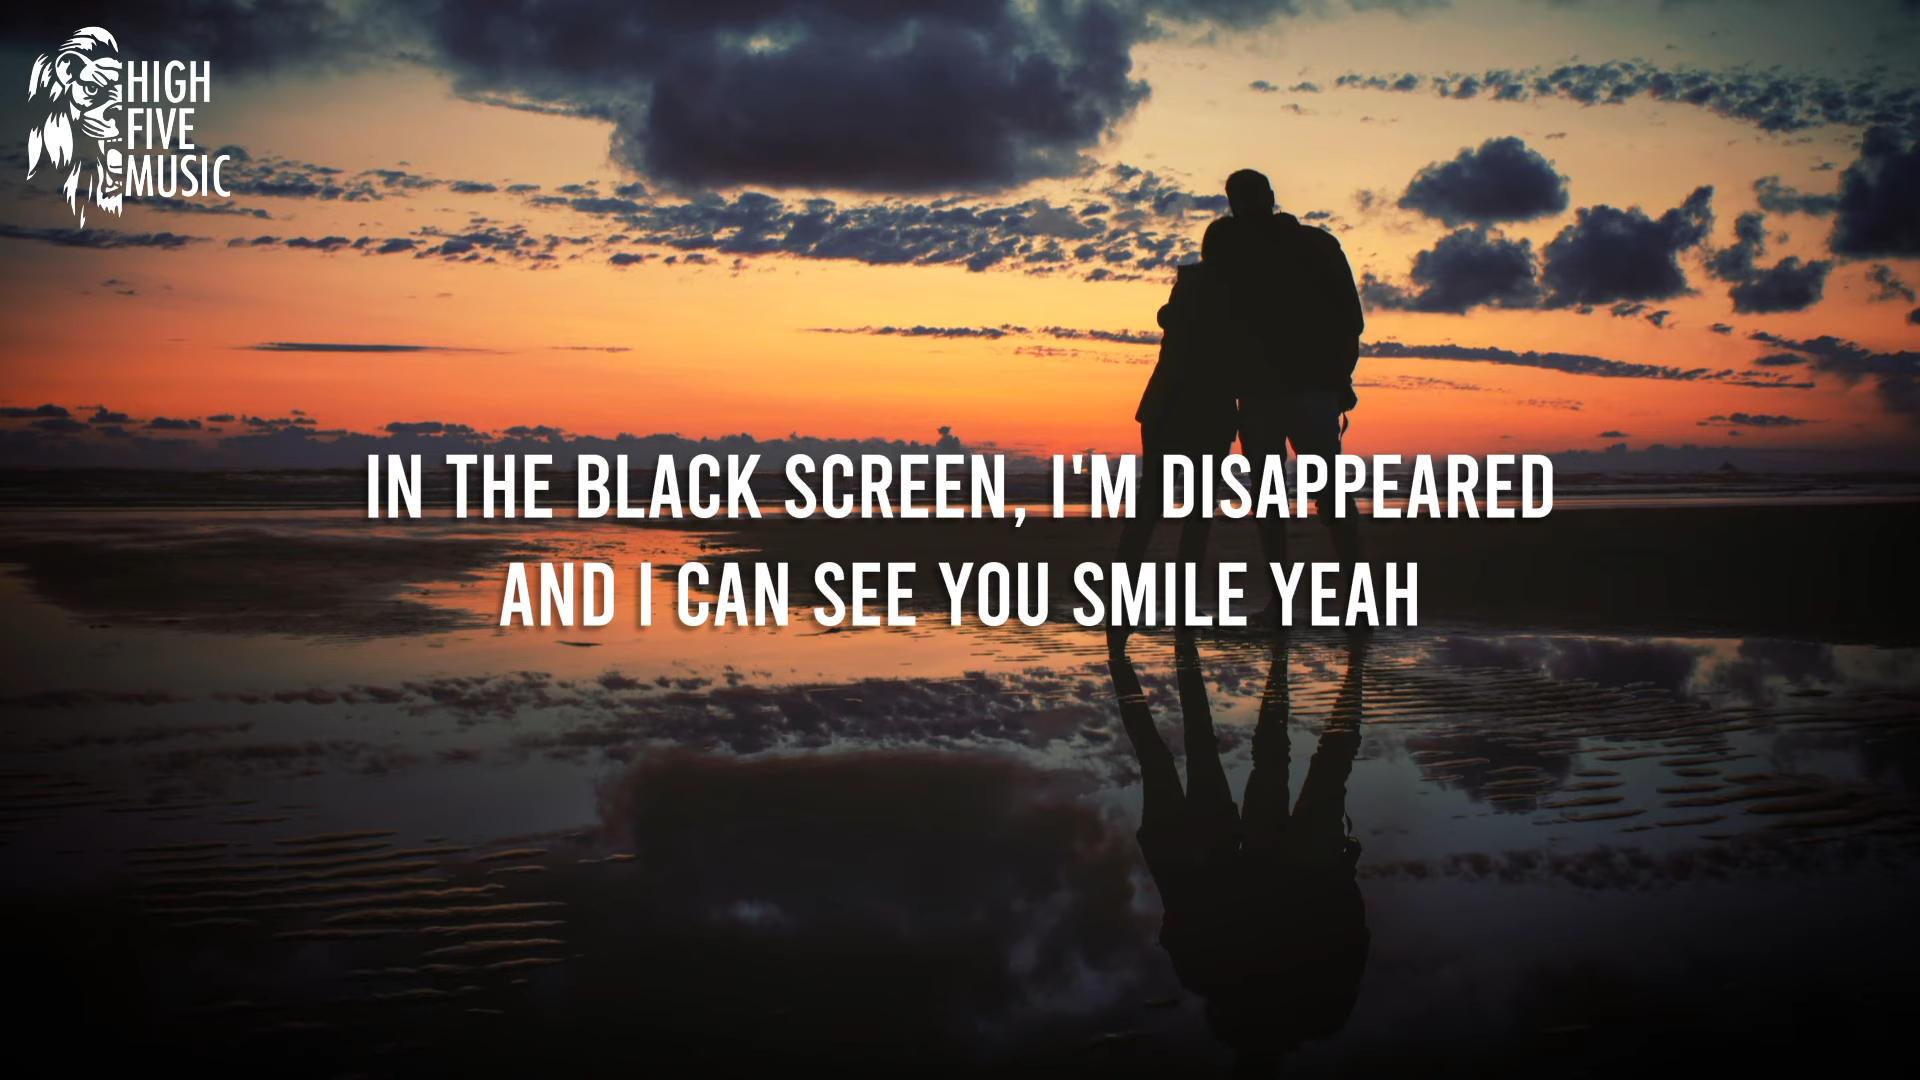 HIGH
FIVE
MUSIC
IN THE BLACK SCREEN, I'M DISAPPEARED
AND I CAN SEE YOU SMILE YEAH